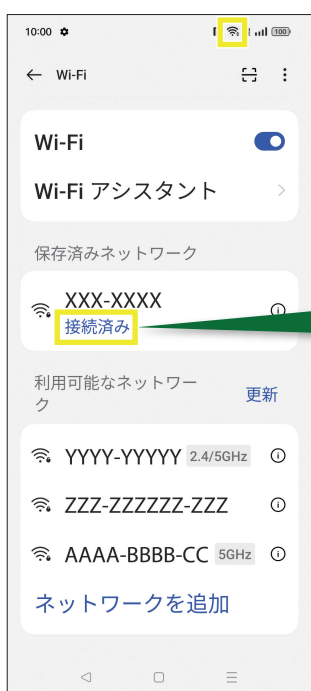 10:00
100
Wi-Fi
Wi-Fi
Wi-Fi アシスタント
保存済みネットワーク
XXX-XXXX
接続済み
利用可能なネットワー
ク
更新
YYYY-YYYYY 2.4/5GHz
ZZZ-ZZZZZZ-ZZZ
AAAA-BBBB-CC 5GHz
ネットワークを追加